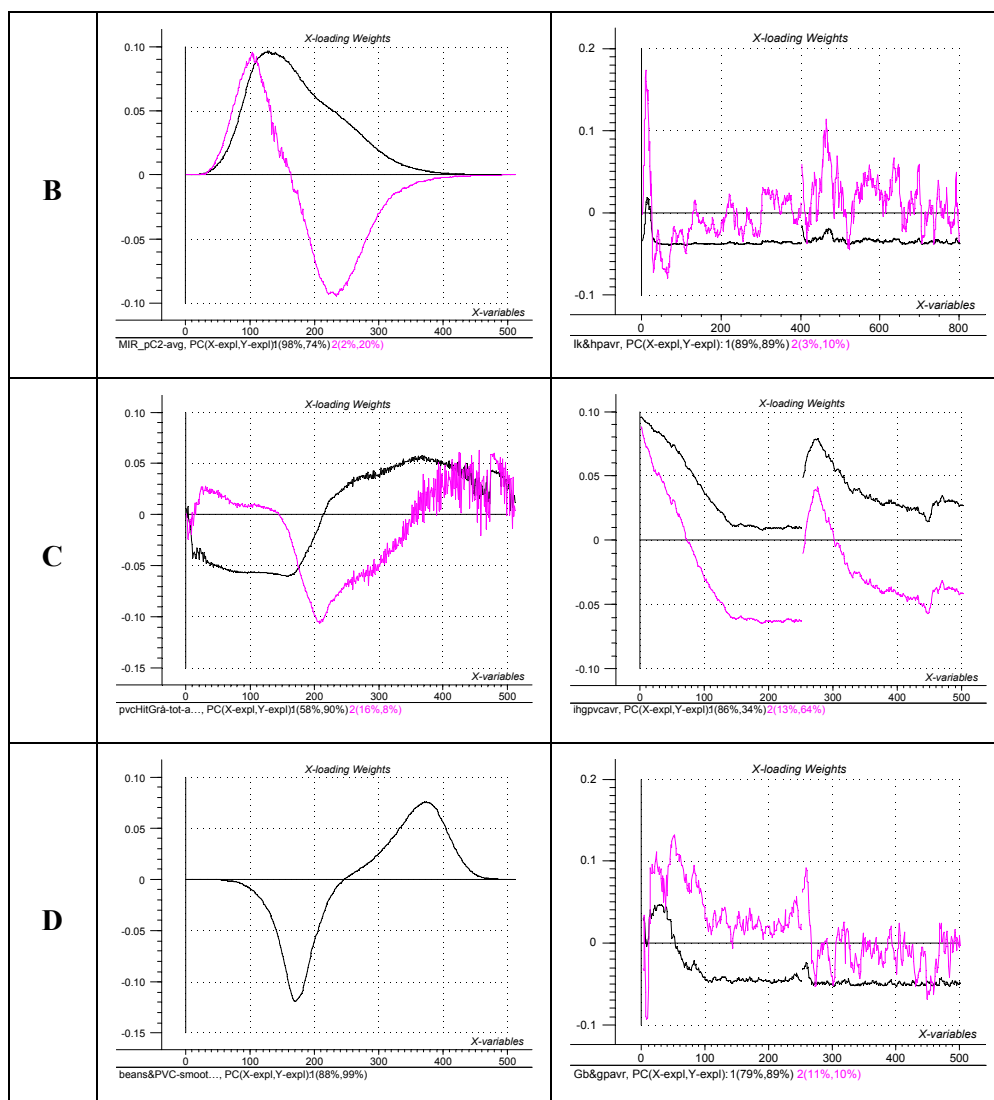 B
X-loading Weights
0.10
0.05
0
-0.05
-0.10
X-variables
0 100 200 300 400 500
MIR_pC2-avg, PC(X-expl,Y-expl):1(98%,74%) 2(2%,20%)
X-loading Weights
0.2
0.1
0
-0.1
X-variables
0 200 400 600 800
lk&hpavr, PC(X-expl,Y-expl): 1(89%,89%) 2(3%,10%)
C
X-loading Weights
0.10
0.05
0
-0.05
-0.10
-0.15
X-variables
0 100 200 300 400 500
pvcHitGrà-tot-a…, PC(X-expl,Y-expl):1(58%,90%) 2(16%,8%)
X-loading Weights
0.10
0.05
0
-0.05
-0.10
X-variables
0 100 200 300 400 500
ihgpvcavr, PC(X-expl,Y-expl):1(86%,34%) 2(13%,64%)
D
X-loading Weights
0.10
0.05
0
-0.05
-0.10
-0.15
X-variables
0 100 200 300 400 500
beans&PVC-smoot…, PC(X-expl,Y-expl):1(88%,99%)
X-loading Weights
0.2
0.1
0
-0.1
X-variables
0 100 200 300 400 500
Gb&gpavr, PC(X-expl,Y-expl): 1(79%,89%) 2(11%,10%)